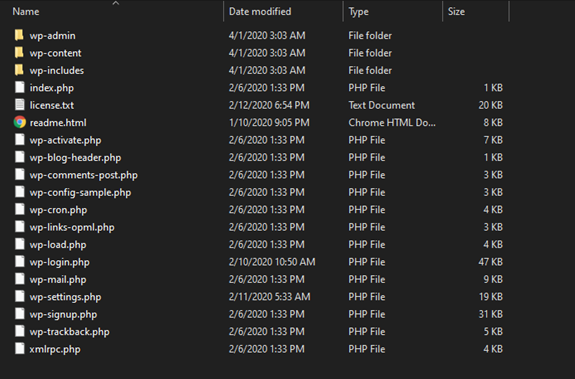 Name Date modified Type Size
wp-admin 4/1/2020 3:03 AM File folder
wp-content 4/1/2020 3:03 AM File folder
wp-includes 4/1/2020 3:03 AM File folder
index.php 2/6/2020 1:33 PM PHP File 1 KB
license.txt 2/12/2020 6:54 PM Text Document 20 KB
readme.html 1/10/2020 9:05 PM Chrome HTML Do... 8 KB
wp-activate.php 2/6/2020 1:33 PM PHP File 7 KB
wp-blog-header.php 2/6/2020 1:33 PM PHP File 1 KB
wp-comments-post.php 2/6/2020 1:33 PM PHP File 3 KB
wp-config-sample.php 2/6/2020 1:33 PM PHP File 3 KB
wp-cron.php 2/6/2020 1:33 PM PHP File 4 KB
wp-links-opml.php 2/6/2020 1:33 PM PHP File 3 KB
wp-load.php 2/6/2020 1:33 PM PHP File 4 KB
wp-login.php 2/10/2020 10:50 AM PHP File 47 KB
wp-mail.php 2/6/2020 1:33 PM PHP File 9 KB
wp-settings.php 2/11/2020 5:33 AM PHP File 19 KB
wp-signup.php 2/6/2020 1:33 PM PHP File 31 KB
wp-trackback.php 2/6/2020 1:33 PM PHP File 5 KB
xmlrpc.php 2/6/2020 1:33 PM PHP File 4 KB